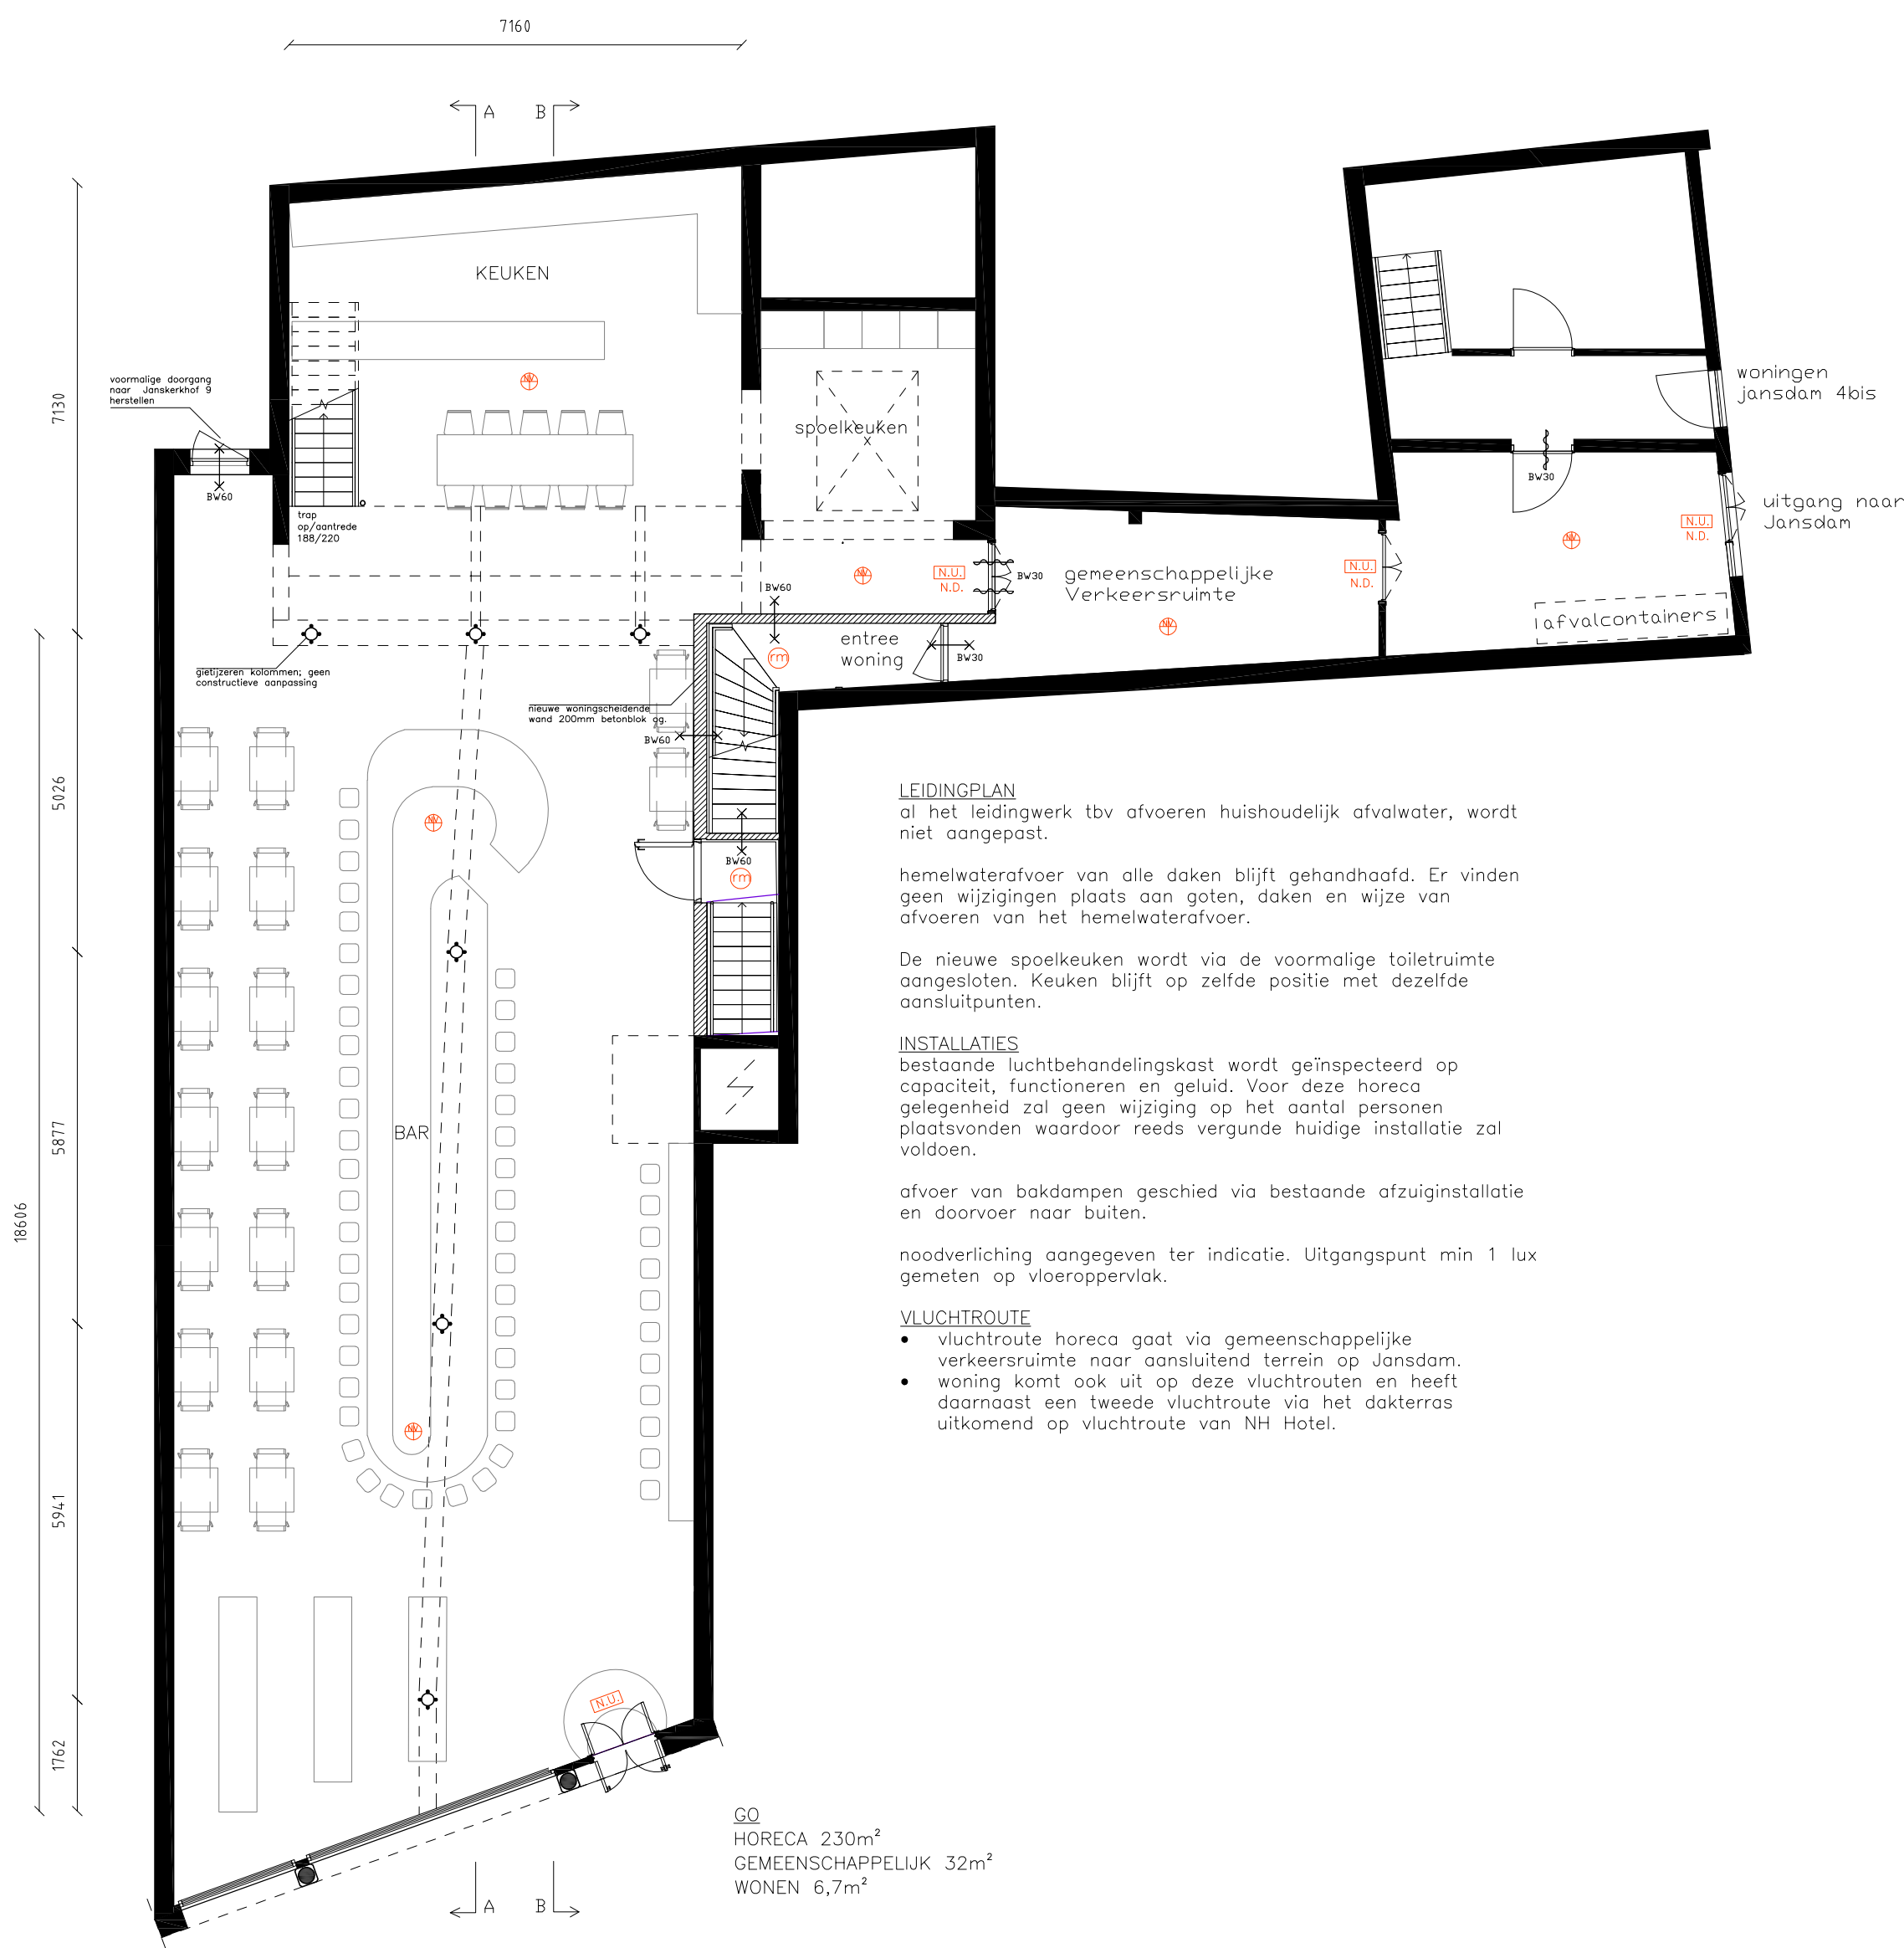 7160
A
B
KEUKEN
voormalige doorgang
naar Janskerkhof 9
herstellen
7130
BW60
trap
op/aantrede
188/220
NV
spoelkeuken
woningen
jansdam 4bis
BW30
uitgang naar
Jansdam
N.U.
N.D.
NV
N.U.
N.D.
NV
N.U.
N.D.
BW30
gemeenschappelijke
Verkeersruimte
NV
afvalcontainers
BW60
rm
entree
woning
BW30
gietijzeren kolommen; geen
constructieve aanpassing
nieuwe woningscheidende
wand 200mm betonblok og.
BW60
5026
NV
BW60
rm
LEIDINGPLAN
al het leidingwerk tbv afvoeren huishoudelijk afvalwater, wordt
niet aangepast.
hemelwaterafvoer van alle daken blijft gehandhaafd. Er vinden
geen wijzigingen plaats aan goten, daken en wijze van
afvoeren van het hemelwaterafvoer.
De nieuwe spoelkeuken wordt via de voormalige toiletruimte
aangesloten. Keuken blijft op zelfde positie met dezelfde
aansluitpunten.
INSTALLATIES
bestaande luchtbehandelingskast wordt geïnspecteerd op
capaciteit, functioneren en geluid. Voor deze horeca
gelegenheid zal geen wijziging op het aantal personen
plaatsvonden waardoor reeds vergunde huidige installatie zal
voldoen.
afvoer van bakdampen geschied via bestaande afzuiginstallatie
en doorvoer naar buiten.
noodverliching aangegeven ter indicatie. Uitgangspunt min 1 lux
gemeten op vloeroppervlak.
VLUCHTROUTE
• vluchtroute horeca gaat via gemeenschappelijke
verkeersruimte naar aansluitend terrein op Jansdam.
• woning komt ook uit op deze vluchtrouten en heeft
daarnaast een tweede vluchtroute via het dakterras
uitkomend op vluchtroute van NH Hotel.
BAR
5877
18606
NV
5941
1762
N.U.
GO
HORECA 230m²
GEMEENSCHAPPELIJK 32m²
WONEN 6,7m²
A
B